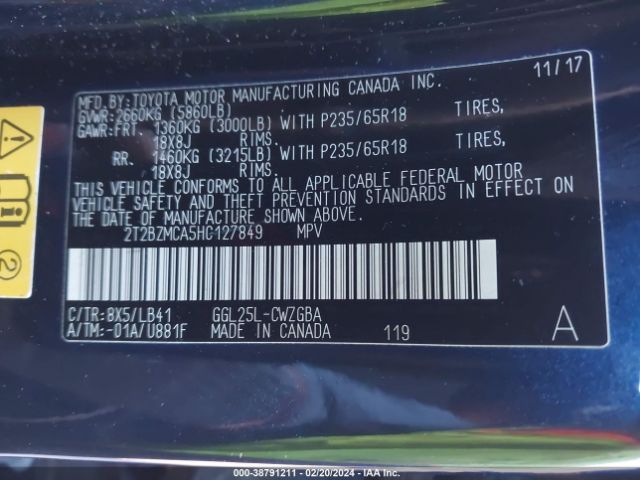 MFD.BY:TOYOTA MOTOR MANUFACTURING CANADA INC. 11/17
GVWR:2660KG (5860LB)
GAWR:FRT. 1360KG (3000LB) WITH P235/65R18 TIRES,
18X8J RIMS.
RR. 1460KG (3215LB) WITH P235/65R18 TIRES,
18X8J RIMS.
THIS VEHICLE CONFORMS TO ALL APPLICABLE FEDERAL MOTOR
VEHICLE SAFETY AND THEFT PREVENTION STANDARDS IN EFFECT ON
THE DATE OF MANUFACTURE SHOWN ABOVE.
2T2BZMCA5HC127849 MPV
C/TR:8X5/LB41 GGL25L-CWZGBA
A/TM:-01A/U881F 119 A
2
000-38791211 - 02/20/2024 - IAA Inc.